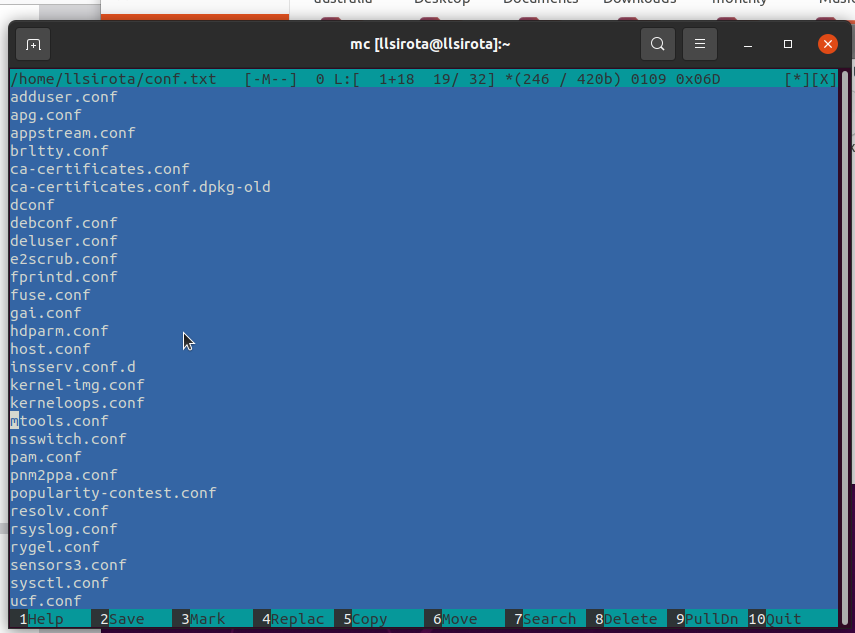 australia Desktop Documents Downloads monthly
mc [llsirota@llsirota]:~
/home/llsirota/conf.txt [-M--] 0 L:[ 1+18 19/ 32] *(246 / 420b) 0109 0x06D [*][X]
adduser.conf
apg.conf
appstream.conf
brltty.conf
ca-certificates.conf
ca-certificates.conf.dpkg-old
dconf
debconf.conf
deluser.conf
e2scrub.conf
fprintd.conf
fuse.conf
gai.conf
hdparm.conf
host.conf
insserv.conf.d
kernel-img.conf
kerneloops.conf
mtools.conf
nsswitch.conf
pam.conf
pnm2ppa.conf
popularity-contest.conf
resolv.conf
rsyslog.conf
rygel.conf
sensors3.conf
sysctl.conf
ucf.conf
1Help 2Save 3Mark 4Replac 5Copy 6Move 7Search 8Delete 9PullDn 10Quit